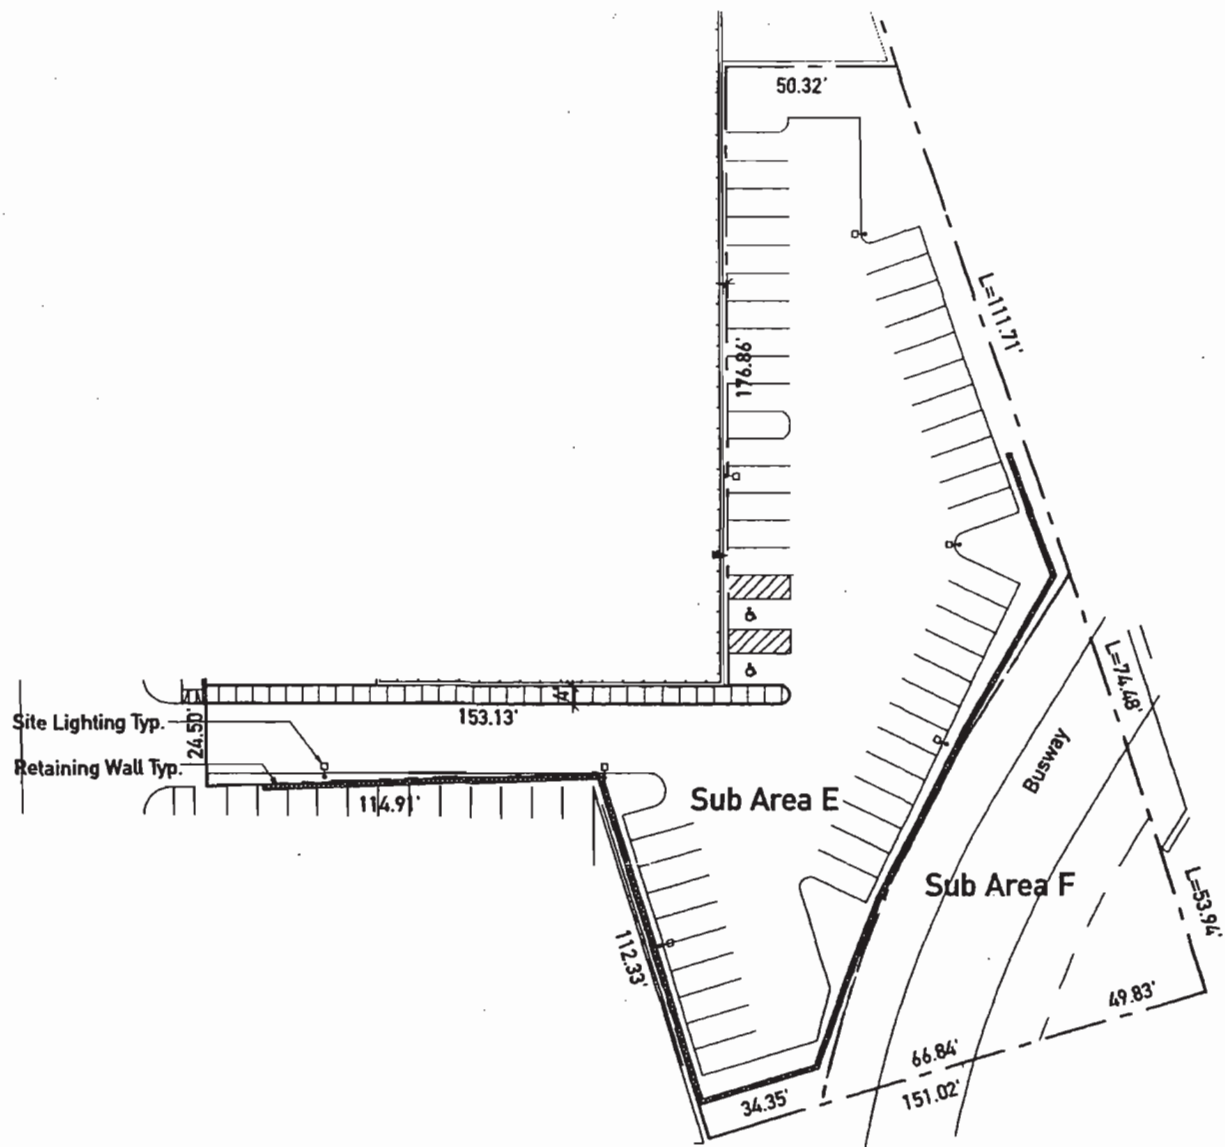 50.32'
L=111.71'
176.86'
4'
153.13'
Site Lighting Typ.
24.50'
Retaining Wall Typ.
114.91'
L=74.48'
Busway
Sub Area E
Sub Area F
L=53.94'
112.33'
49.83'
66.84'
34.35'
151.02'